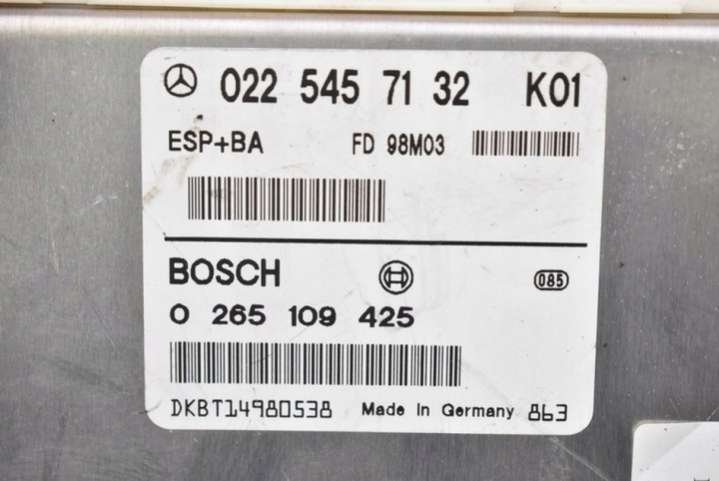 022 545 71 32 K01
ESP+BA FD 98M03
BOSCH 085
0 265 109 425
DKBT14980538 Made in Germany 863